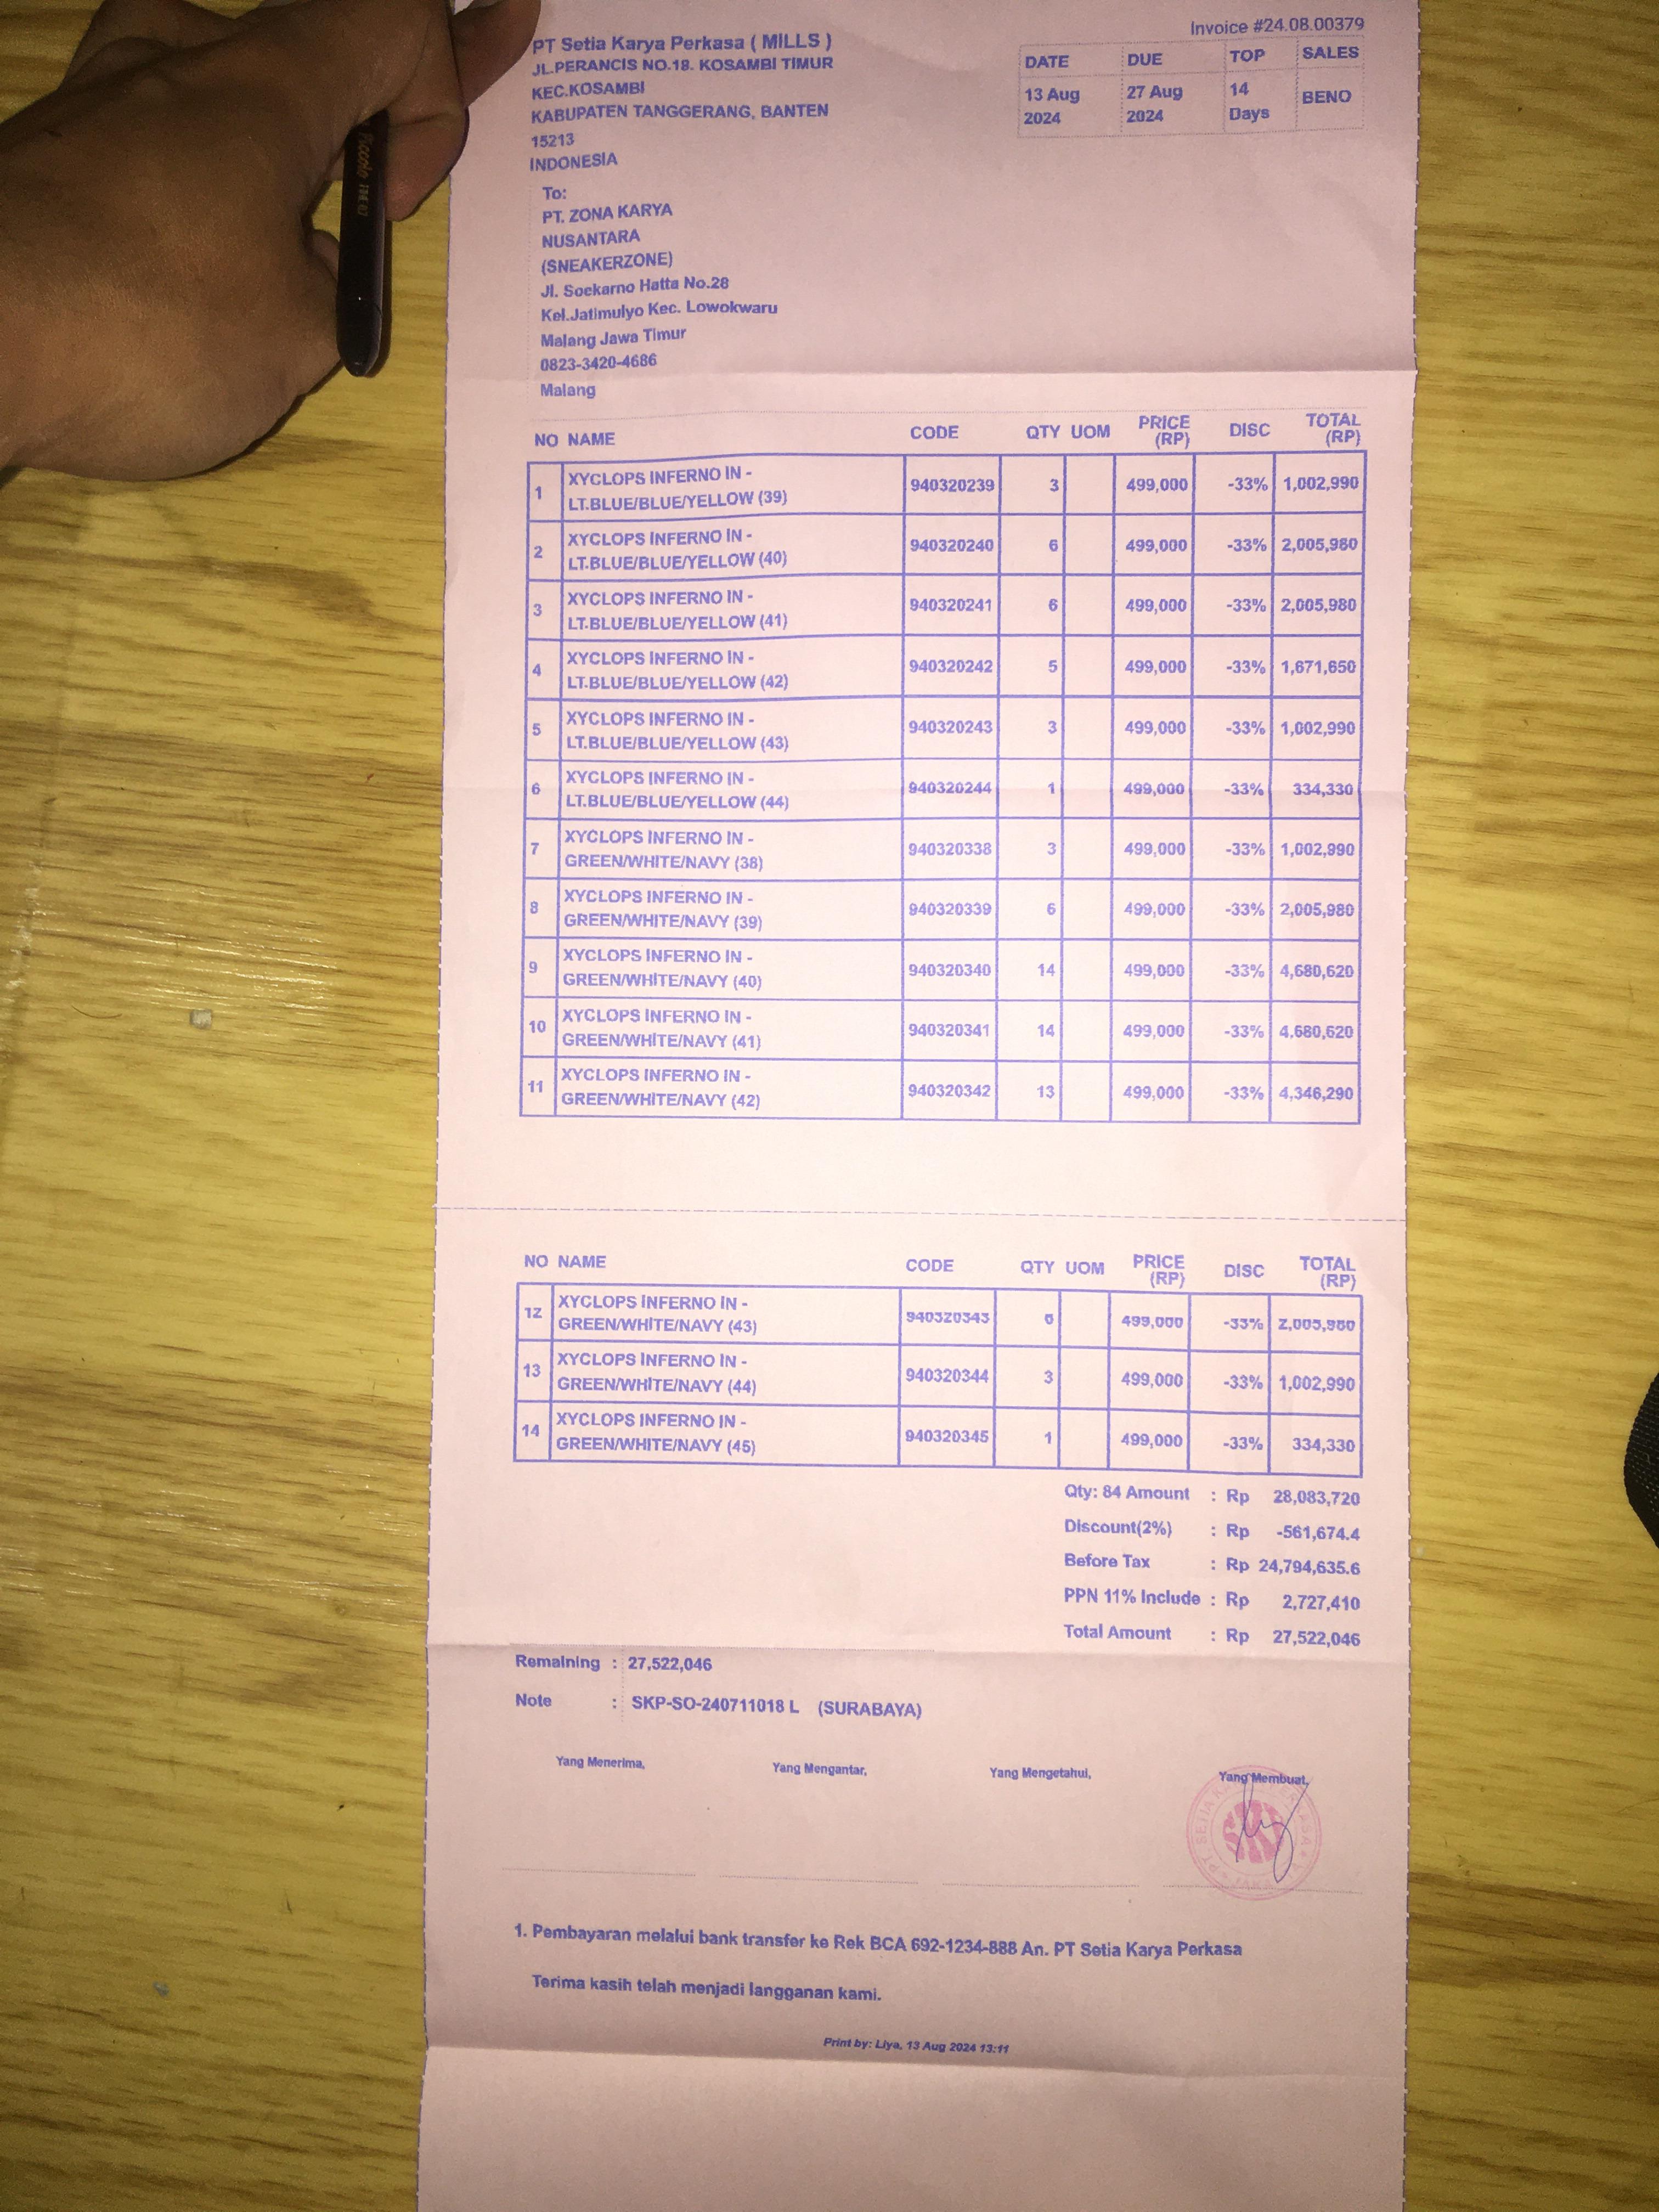 Invoice #24.08.00379
PT Setia Karya Perkasa ( MILLS )
JL.PERANCIS NO.18. KOSAMBI TIMUR
KEC.KOSAMBI
KABUPATEN TANGGERANG, BANTEN
15213
INDONESIA
DATE DUE TOP SALES
13 Aug 2024 27 Aug 2024 14 Days BENO
To:
PT. ZONA KARYA
NUSANTARA
(SNEAKERZONE)
Jl. Soekarno Hatta No.28
Kel.Jatimulyo Kec. Lowokwaru
Malang Jawa Timur
0823-3420-4686
Malang
NO NAME CODE QTY UOM PRICE (RP) DISC TOTAL (RP)
1 XYCLOPS INFERNO IN - LT.BLUE/BLUE/YELLOW (39) 940320239 3 499,000 -33% 1,002,990
2 XYCLOPS INFERNO IN - LT.BLUE/BLUE/YELLOW (40) 940320240 6 499,000 -33% 2,005,980
3 XYCLOPS INFERNO IN - LT.BLUE/BLUE/YELLOW (41) 940320241 6 499,000 -33% 2,005,980
4 XYCLOPS INFERNO IN - LT.BLUE/BLUE/YELLOW (42) 940320242 5 499,000 -33% 1,671,650
5 XYCLOPS INFERNO IN - LT.BLUE/BLUE/YELLOW (43) 940320243 3 499,000 -33% 1,002,990
6 XYCLOPS INFERNO IN - LT.BLUE/BLUE/YELLOW (44) 940320244 1 499,000 -33% 334,330
7 XYCLOPS INFERNO IN - GREEN/WHITE/NAVY (38) 940320338 3 499,000 -33% 1,002,990
8 XYCLOPS INFERNO IN - GREEN/WHITE/NAVY (39) 940320339 6 499,000 -33% 2,005,980
9 XYCLOPS INFERNO IN - GREEN/WHITE/NAVY (40) 940320340 14 499,000 -33% 4,680,620
10 XYCLOPS INFERNO IN - GREEN/WHITE/NAVY (41) 940320341 14 499,000 -33% 4,680,620
11 XYCLOPS INFERNO IN - GREEN/WHITE/NAVY (42) 940320342 13 499,000 -33% 4,346,290
NO NAME CODE QTY UOM PRICE (RP) DISC TOTAL (RP)
12 XYCLOPS INFERNO IN - GREEN/WHITE/NAVY (43) 940320343 6 499,000 -33% 2,005,980
13 XYCLOPS INFERNO IN - GREEN/WHITE/NAVY (44) 940320344 3 499,000 -33% 1,002,990
14 XYCLOPS INFERNO IN - GREEN/WHITE/NAVY (45) 940320345 1 499,000 -33% 334,330
Qty: 84 Amount : Rp 28,083,720
Discount(2%) : Rp -561,674.4
Before Tax : Rp 24,794,635.6
PPN 11% Include : Rp 2,727,410
Total Amount : Rp 27,522,046
Remaining : 27,522,046
Note : SKP-SO-240711018 L (SURABAYA)
Yang Menerima, Yang Mengantar, Yang Mengetahui, Yang Membuat,
1. Pembayaran melalui bank transfer ke Rek BCA 692-1234-888 An. PT Setia Karya Perkasa
Terima kasih telah menjadi langganan kami.
Print by: Liya, 13 Aug 2024 13:11